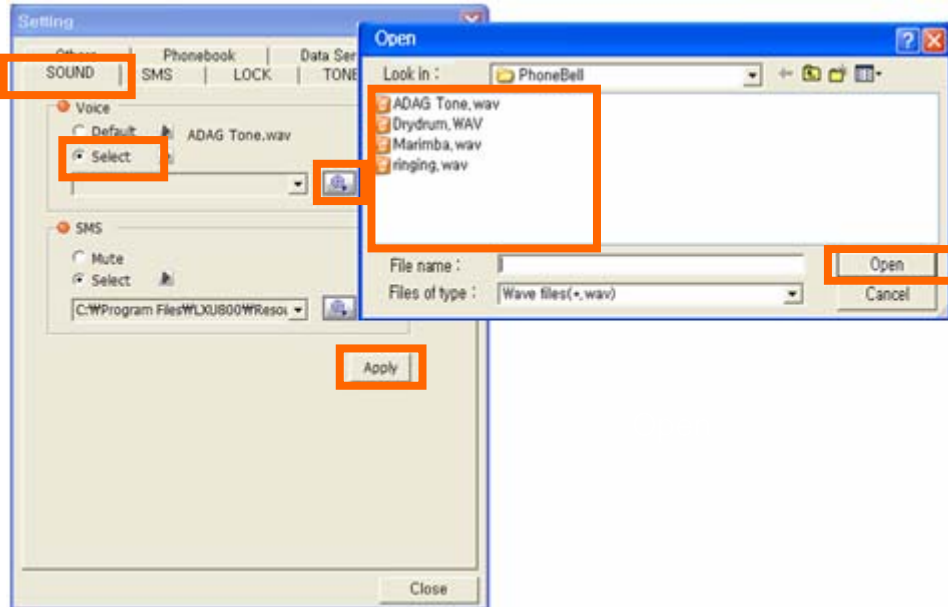 Setting
Others | Phonebook | Data Ser
SOUND | SMS | LOCK | TONE
Voice
Default ADAG Tone.wav
Select
SMS
Mute
Select
C:₩Program Files₩LXU800₩Resou
Apply
Close
Open
Look in : PhoneBell
ADAG Tone.wav
Drydrum.WAV
Marimba.wav
ringing.wav
File name : Open
Files of type : Wave files(*.wav) Cancel